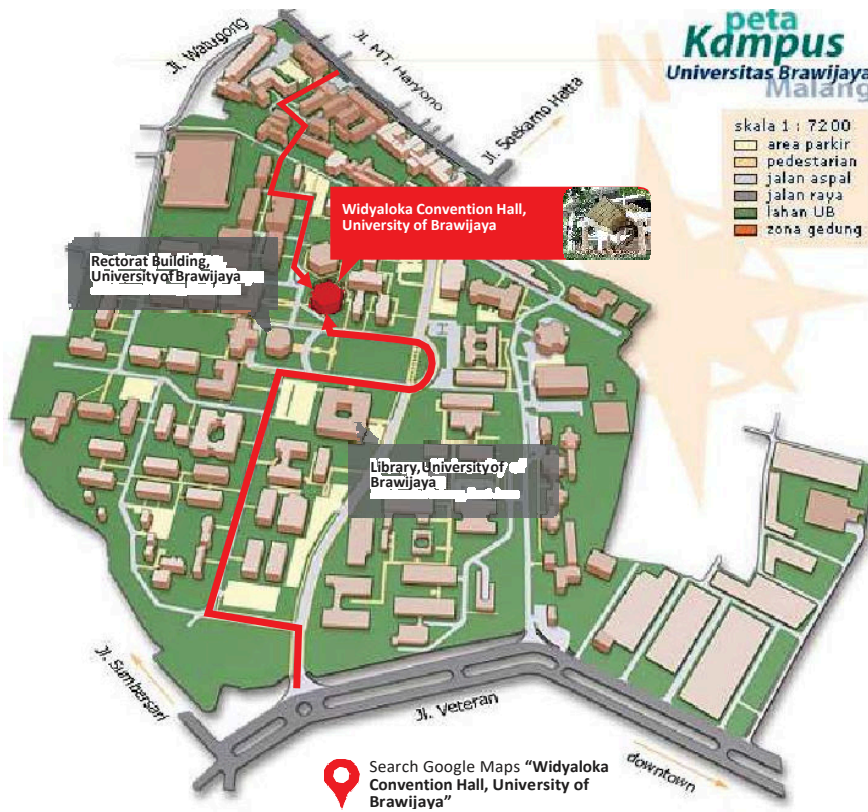 peta
Kampus
Universitas Brawijaya
Malang
skala 1 : 7200
area parkir
pedestarian
jalan aspal
jalan raya
lahan UB
zona gedung
N
Jl. Watugong
Jl. MT. Haryono
Jl. Soekarno Hatta
Widyaloka Convention Hall,
University of Brawijaya
Rectorat Building,
University of Brawijaya
Library, University of
Brawijaya
Jl. Sumbersari
Jl. Veteran
downtown
Search Google Maps “Widyaloka
Convention Hall, University of
Brawijaya”